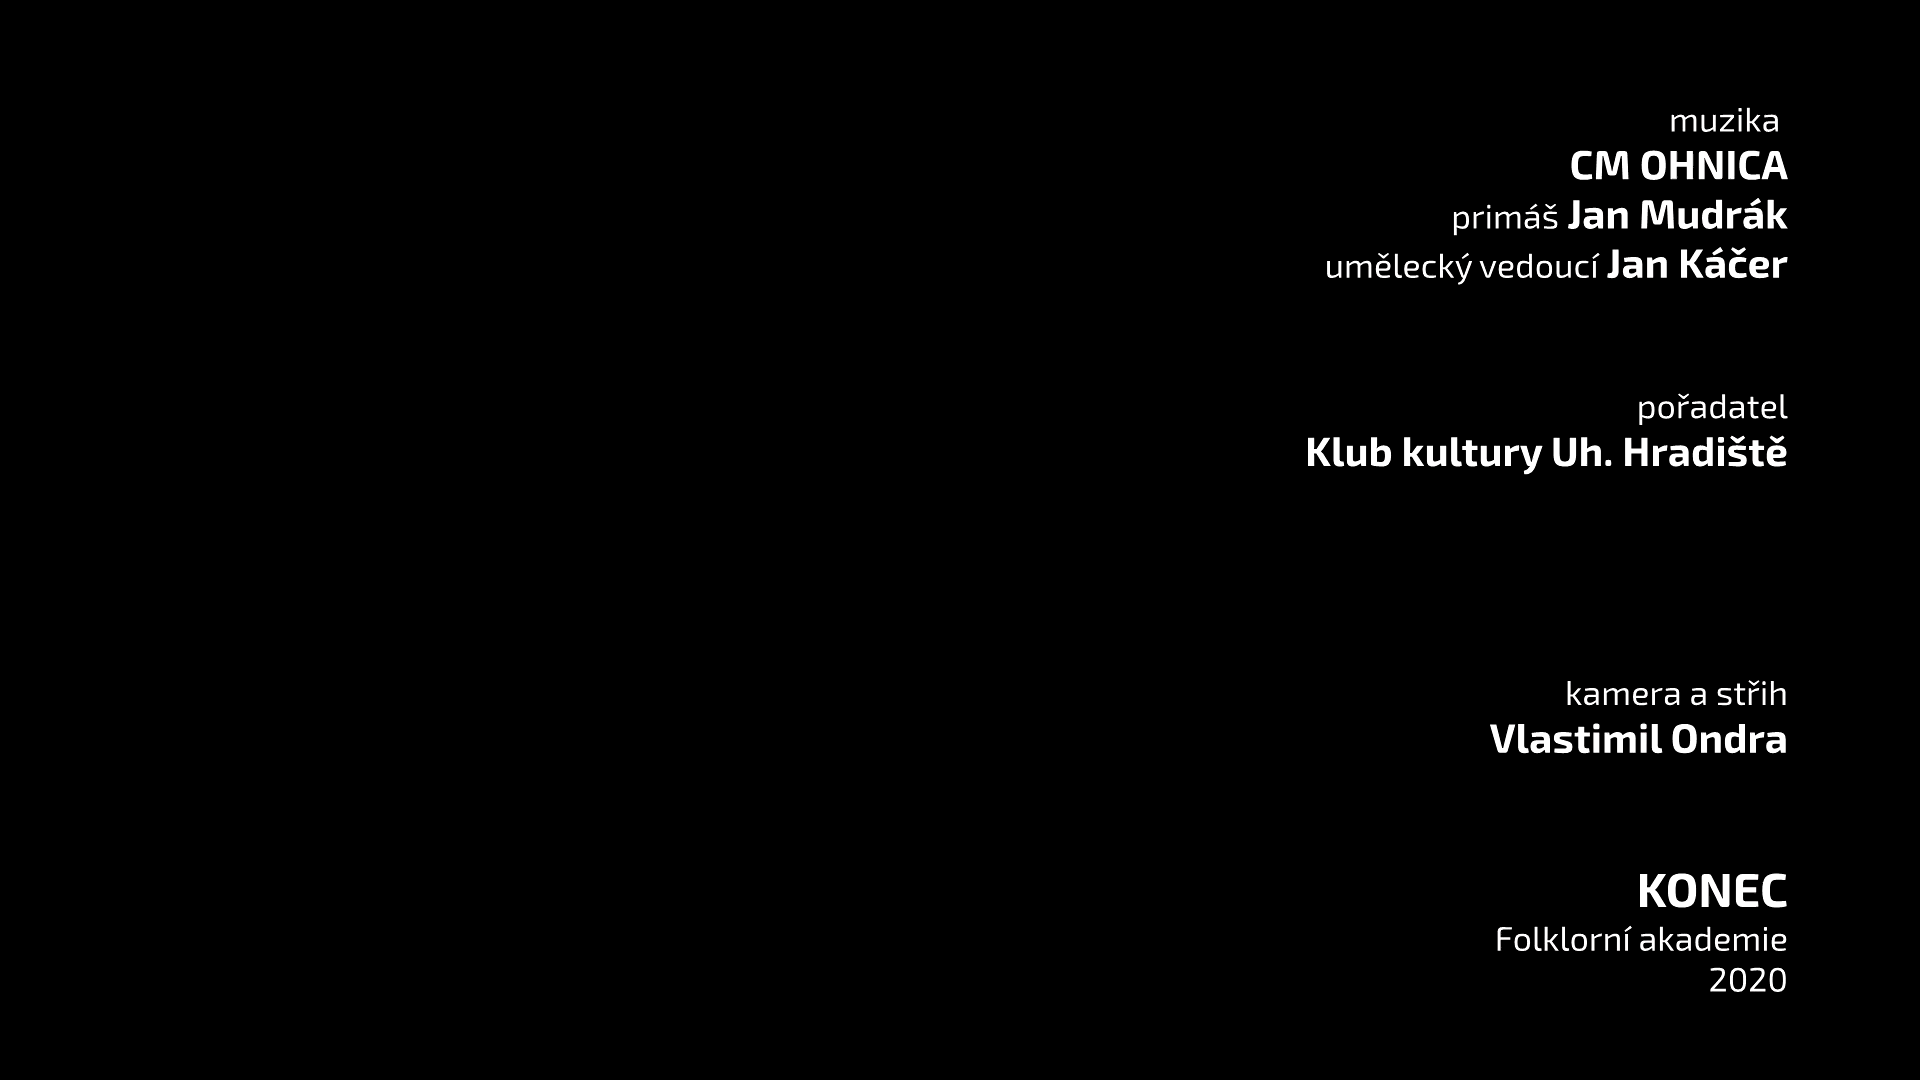 muzika
CM OHNICA
primáš Jan Mudrák
umělecký vedoucí Jan Káčer
pořadatel
Klub kultury Uh. Hradiště
kamera a střih
Vlastimil Ondra
KONEC
Folklorní akademie
2020